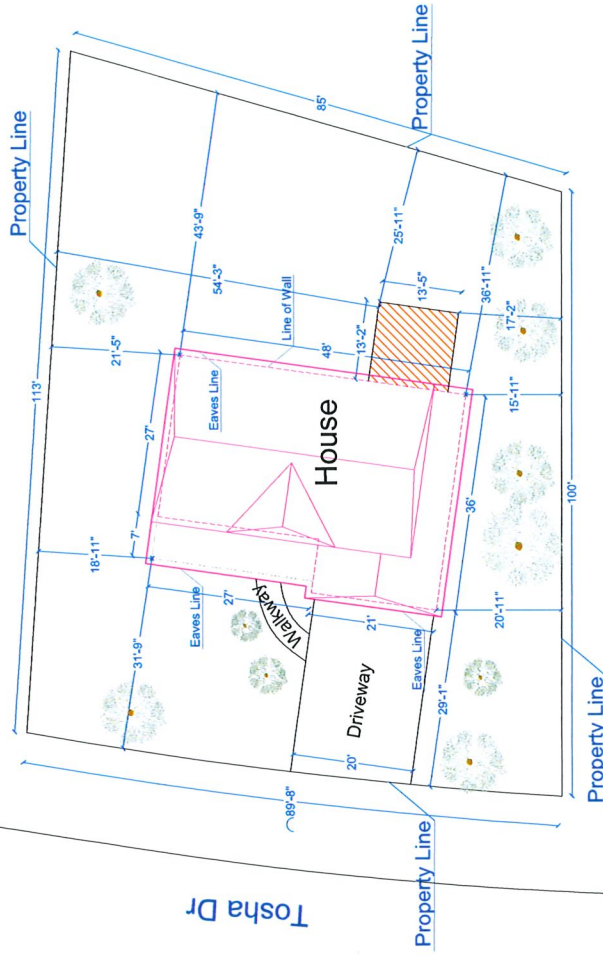 Property Line
113'
85'
Property Line
43'-9"
54'-3"
25'-11"
21'-5"
Line of Wall
13'-5"
36'-11"
48'
13'-2"
17'-2"
Eaves Line
27'
7'
House
15'-11"
18'-11"
36'
100'
Eaves Line
27'
Walkway
21'
Eaves Line
20'-11"
31'-9"
Driveway
29'-1"
20'
Property Line
89'-8"
Property Line
Tosha Dr